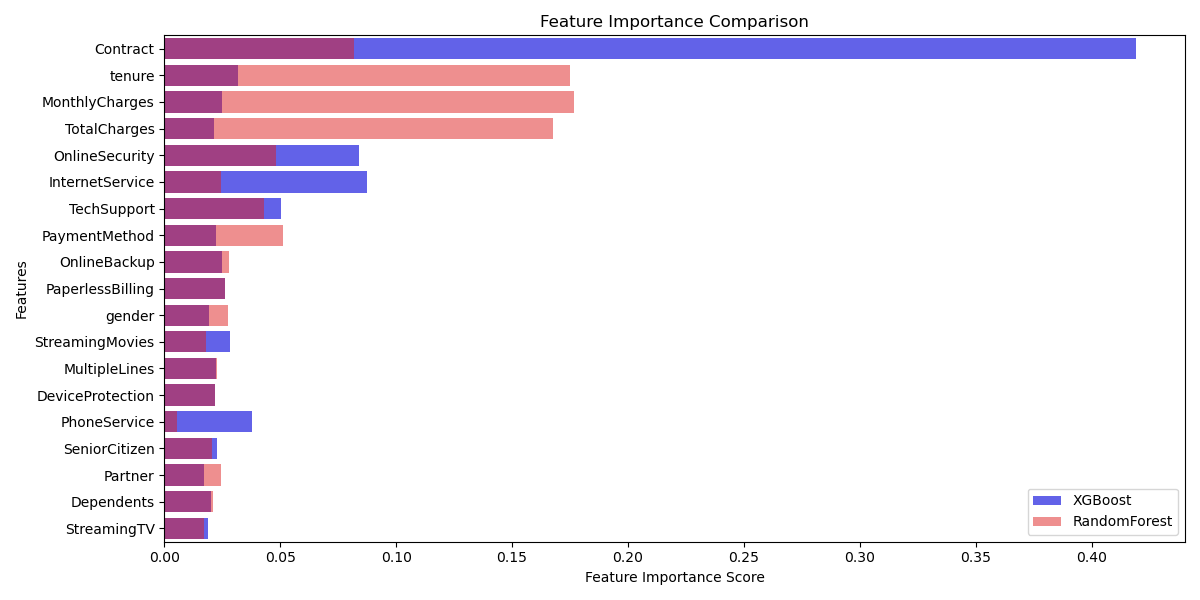 Feature Importance Comparison
Features
Contract
tenure
MonthlyCharges
TotalCharges
OnlineSecurity
InternetService
TechSupport
PaymentMethod
OnlineBackup
PaperlessBilling
gender
StreamingMovies
MultipleLines
DeviceProtection
PhoneService
SeniorCitizen
Partner
Dependents
StreamingTV
XGBoost
RandomForest
0.00 0.05 0.10 0.15 0.20 0.25 0.30 0.35 0.40
Feature Importance Score